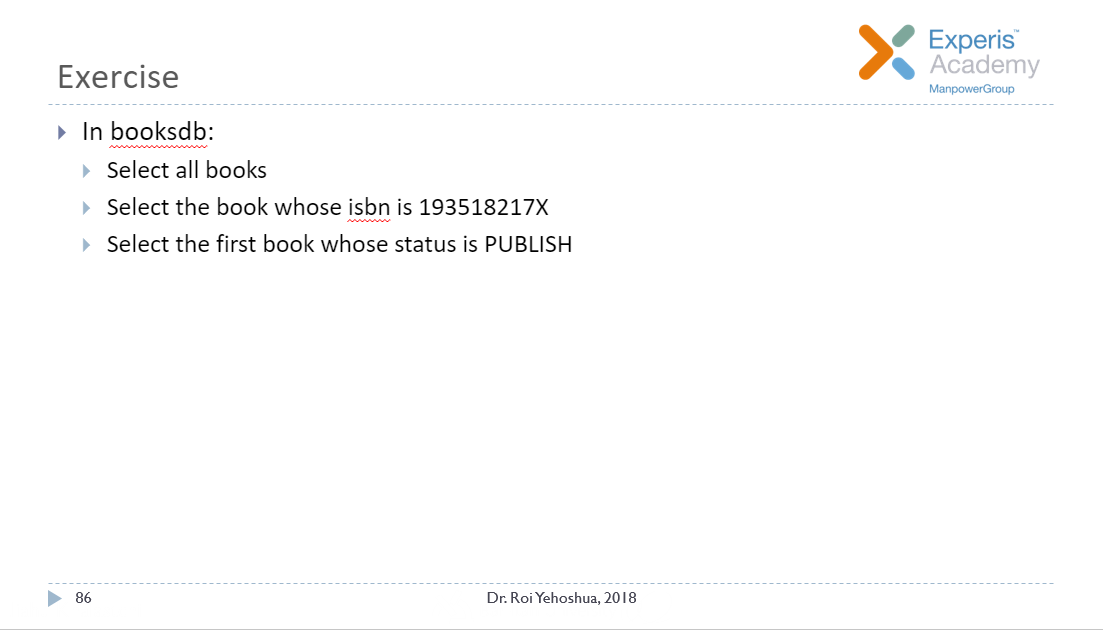 Experis™
Academy
ManpowerGroup
Exercise
In booksdb:
Select all books
Select the book whose isbn is 193518217X
Select the first book whose status is PUBLISH
86
Dr. Roi Yehoshua, 2018